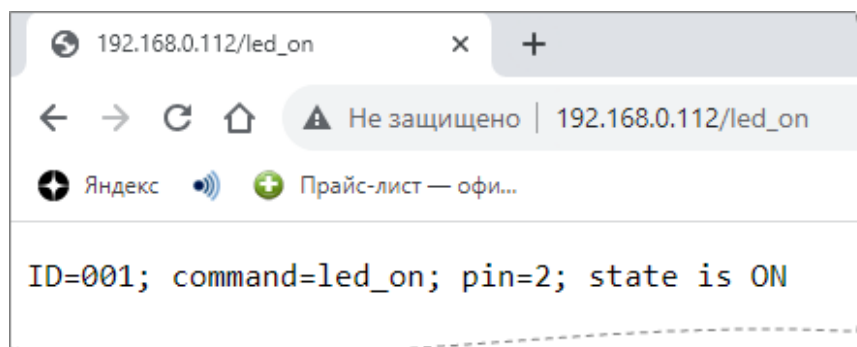 192.168.0.112/led_on
Не защищено | 192.168.0.112/led_on
Яндекс Прайс-лист — офи...
ID=001; command=led_on; pin=2; state is ON